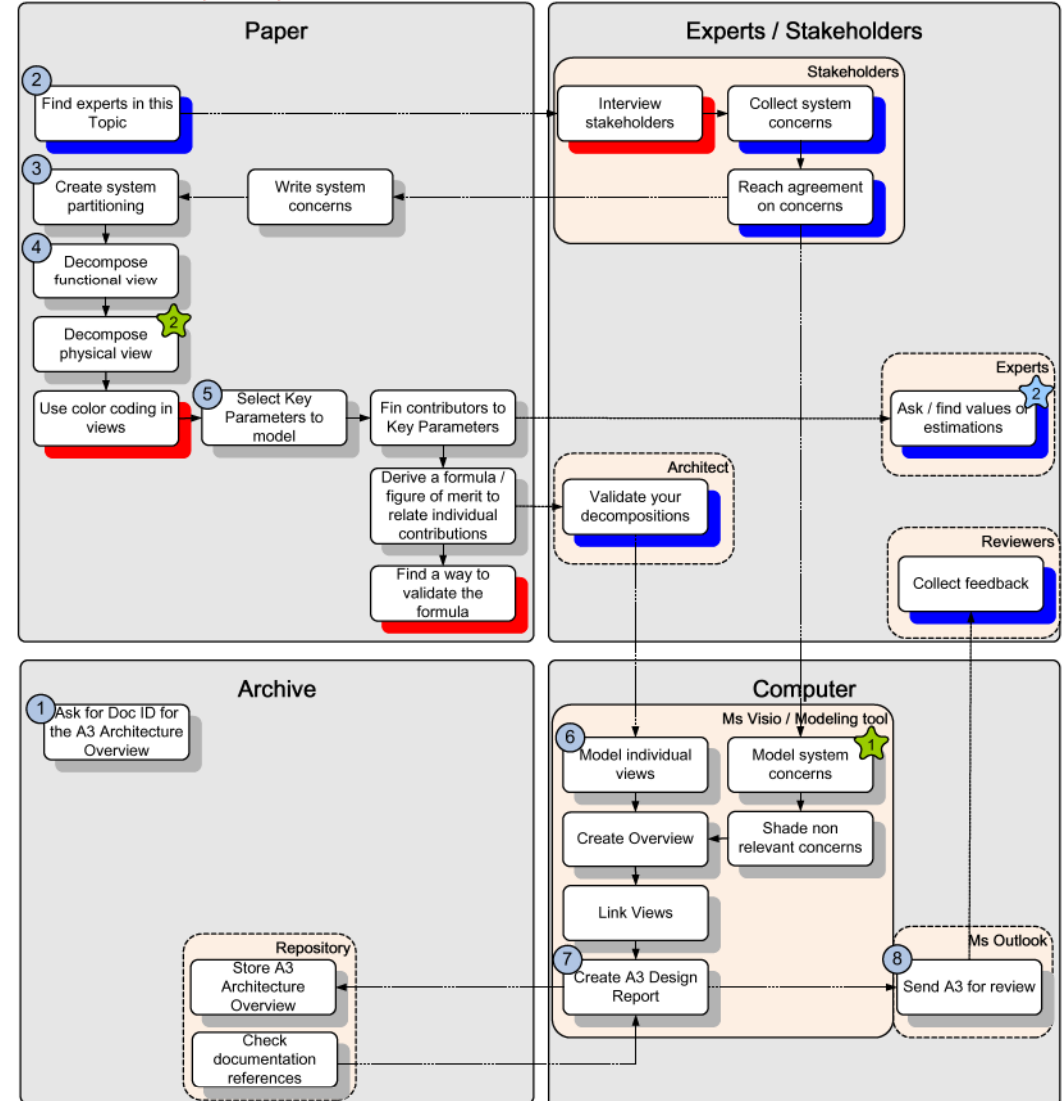 Paper
2
Find experts in this
Topic
3
Create system
partitioning
Write system
concerns
4
Decompose
functional view
Decompose
physical view
2
Use color coding in
views
5
Select Key
Parameters to
model
Fin contributors to
Key Parameters
Derive a formula /
figure of merit to
relate individual
contributions
Find a way to
validate the
formula
Experts / Stakeholders
Stakeholders
Interview
stakeholders
Collect system
concerns
Reach agreement
on concerns
Experts
2
Ask / find values or
estimations
Architect
Validate your
decompositions
Reviewers
Collect feedback
Archive
1
Ask for Doc ID for
the A3 Architecture
Overview
Repository
Store A3
Architecture
Overview
Check
documentation
references
Computer
Ms Visio / Modeling tool
6
Model individual
views
1
Model system
concerns
Create Overview
Shade non
relevant concerns
Link Views
7
Create A3 Design
Report
Ms Outlook
8
Send A3 for review